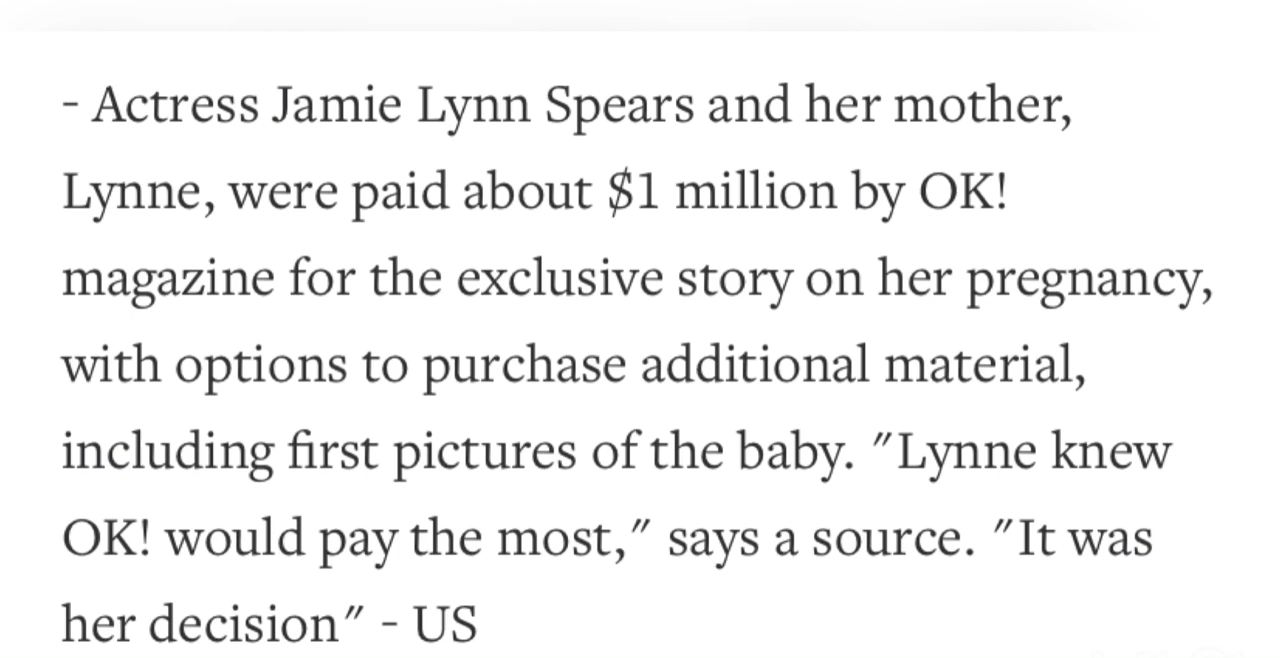 - Actress Jamie Lynn Spears and her mother,
Lynne, were paid about $1 million by OK!
magazine for the exclusive story on her pregnancy,
with options to purchase additional material,
including first pictures of the baby. "Lynne knew
OK! would pay the most," says a source. "It was
her decision" - US